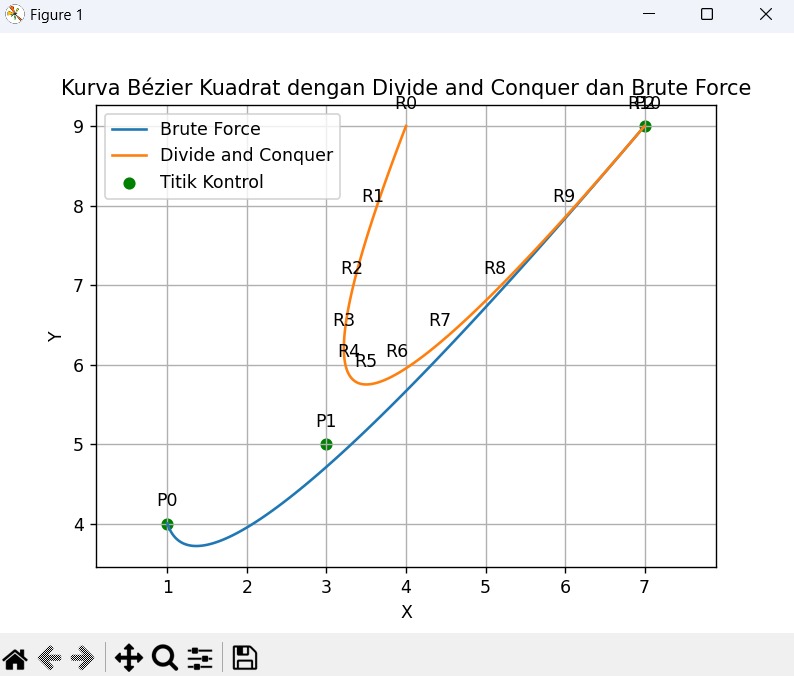 Figure 1
Kurva Bézier Kuadrat dengan Divide and Conquer dan Brute Force
Brute Force
Divide and Conquer
Titik Kontrol
R0
R1
R9
R2
R8
R3
R7
R4
R5
R6
P1
P0
9
8
7
6
5
4
Y
1 2 3 4 5 6 7
X